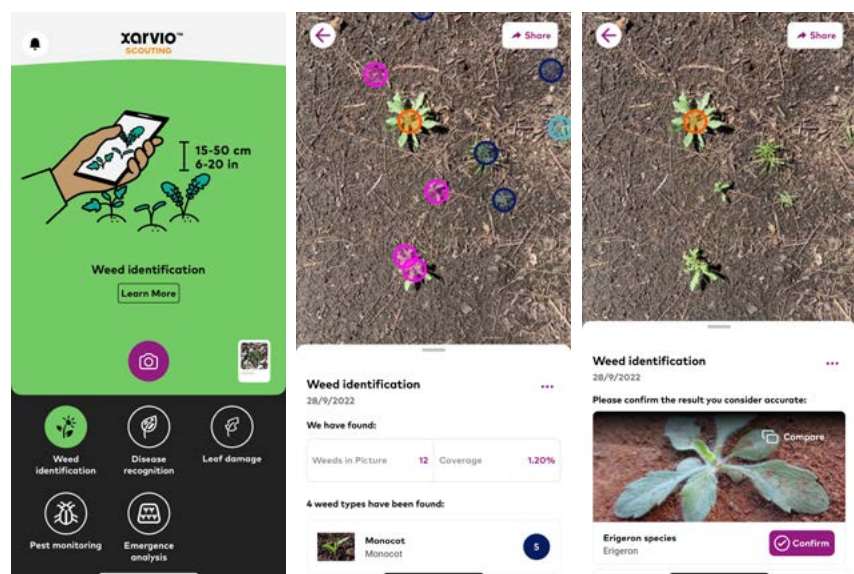 xarvio™
SCOUTING
15-50 cm
6-20 in
Weed identification
Learn More
Weed
identification
Disease
recognition
Leaf damage
Pest monitoring
Emergence
analysis
Share
Weed identification
28/9/2022
We have found:
Weeds in Picture 12 Coverage 1.20%
4 weed types have been found:
Monocot
Monocot
5
Share
Weed identification
28/9/2022
Please confirm the result you consider accurate:
Compare
Erigeron species
Erigeron
Confirm